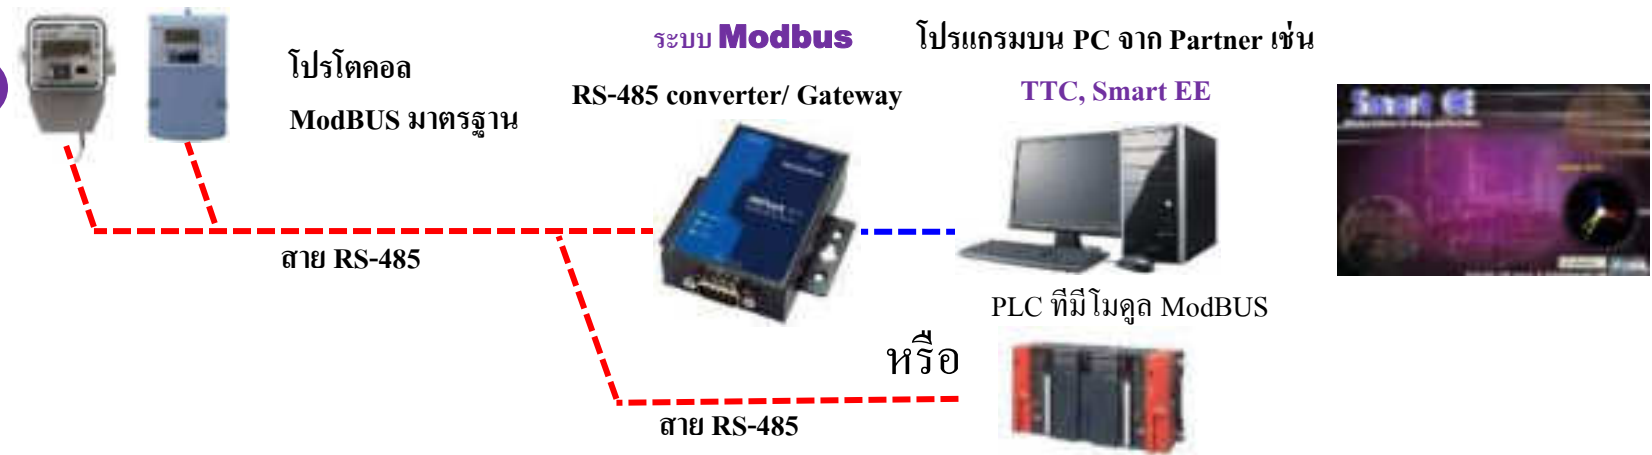 โปรโตคอล
ModBUS มาตรฐาน
ระบบ Modbus
RS-485 converter/ Gateway
โปรแกรมบน PC จาก Partner เช่น
TTC, Smart EE
Smart EE
สาย RS-485
PLC ทีมีโมดูล ModBUS
หรือ
สาย RS-485